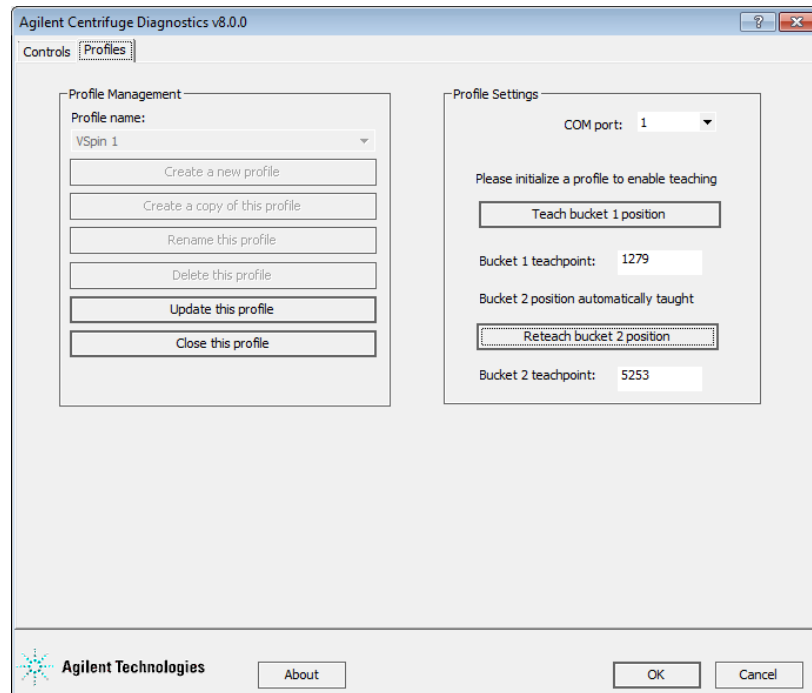 Agilent Centrifuge Diagnostics v8.0.0
Controls
Profiles
Profile Management
Profile name:
VSpin 1
Create a new profile
Create a copy of this profile
Rename this profile
Delete this profile
Update this profile
Close this profile
Profile Settings
COM port: 1
Please initialize a profile to enable teaching
Teach bucket 1 position
Bucket 1 teachpoint: 1279
Bucket 2 position automatically taught
Reteach bucket 2 position
Bucket 2 teachpoint: 5253
Agilent Technologies
About
OK
Cancel